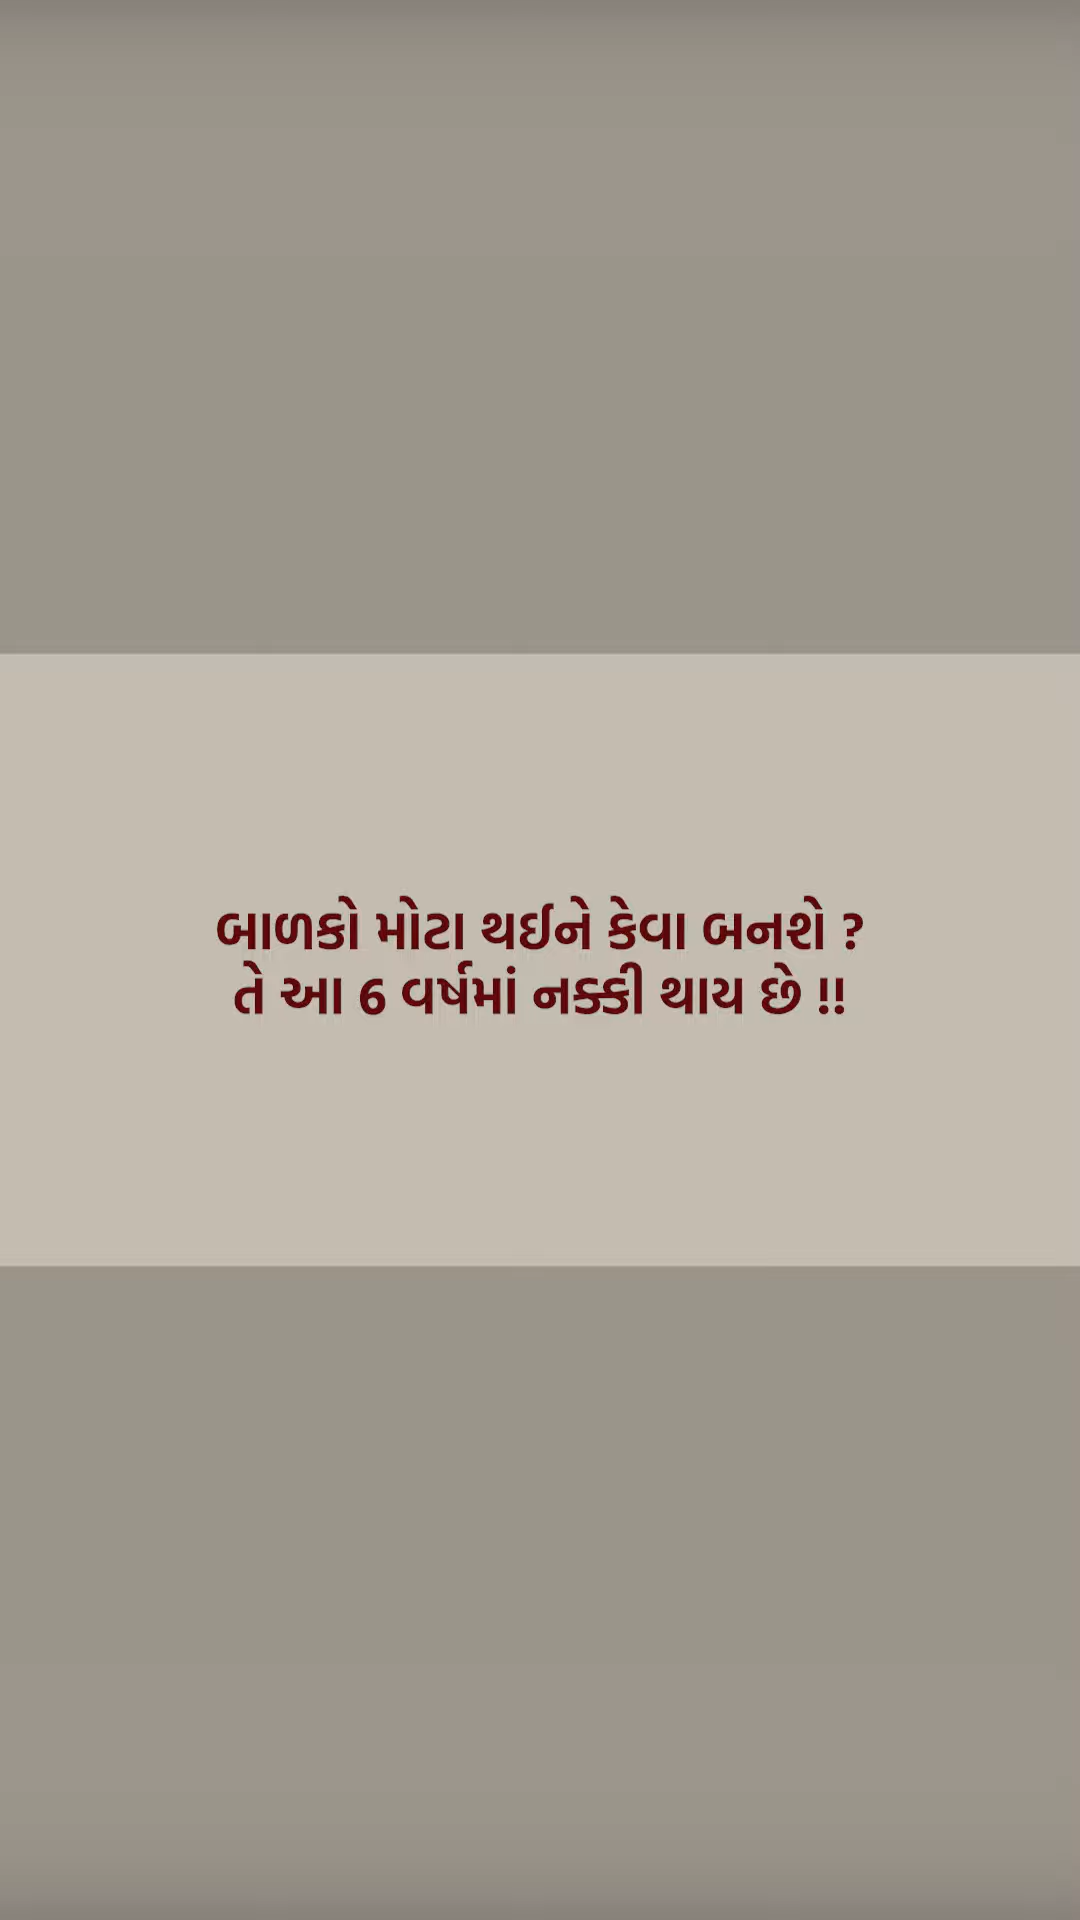 બાળકો મોટા થઈને કેવા બનશે ?
તે આ 6 વર્ષમાં નક્કી થાય છે !!